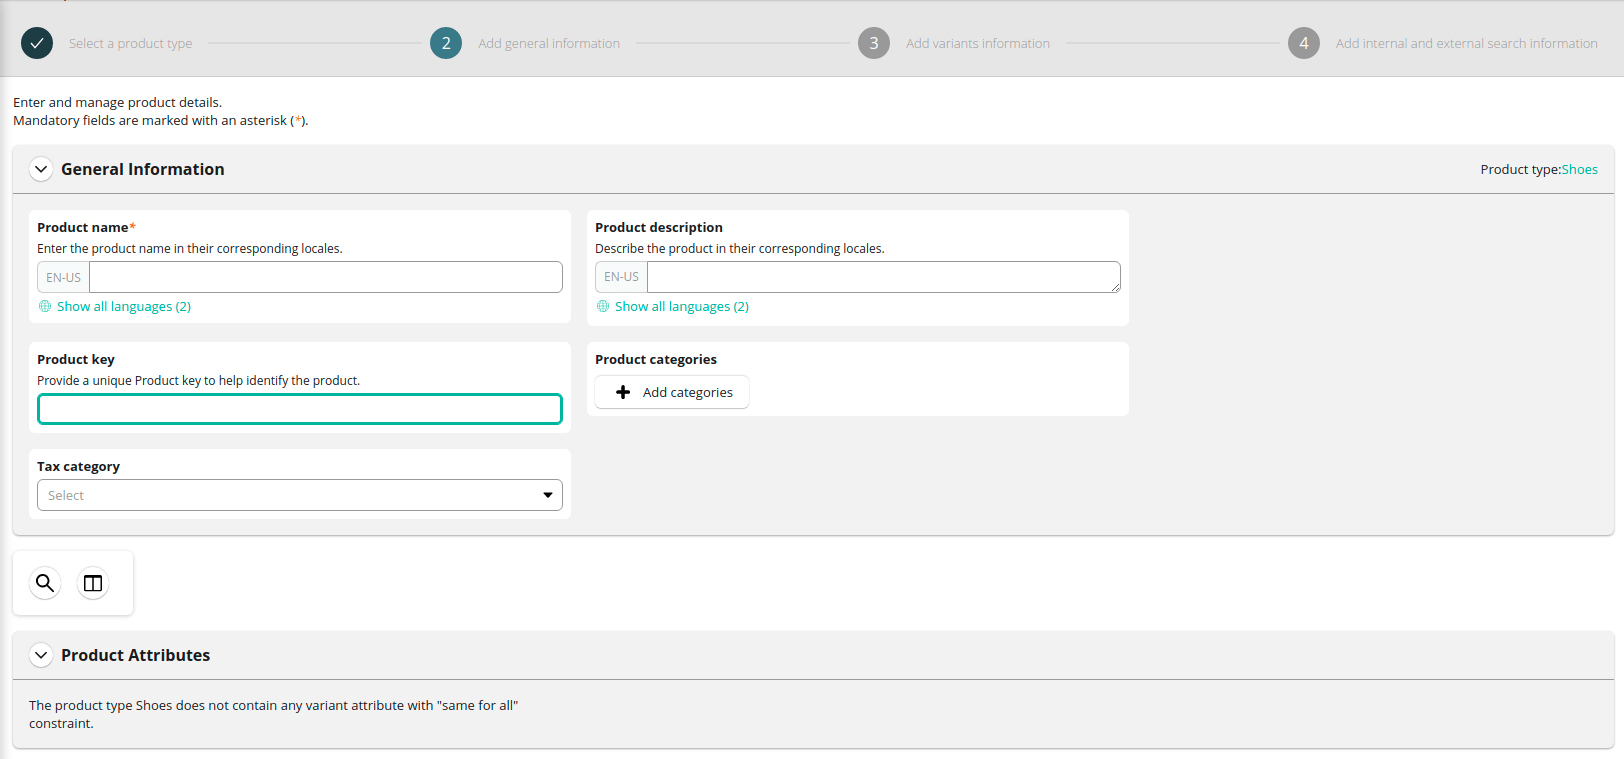 Select a product type
2 Add general information
3 Add variants information
4 Add internal and external search information
Enter and manage product details.
Mandatory fields are marked with an asterisk (*).
General Information
Product type:Shoes
Product name*
Enter the product name in their corresponding locales.
EN-US
Show all languages (2)
Product description
Describe the product in their corresponding locales.
EN-US
Show all languages (2)
Product key
Provide a unique Product key to help identify the product.
Product categories
Add categories
Tax category
Select
Product Attributes
The product type Shoes does not contain any variant attribute with "same for all"
constraint.